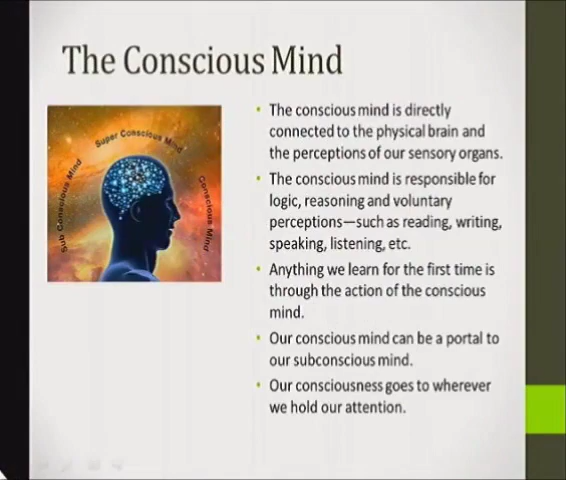 The Conscious Mind
Super Conscious Mind
Sub Conscious Mind
Conscious Mind
• The conscious mind is directly
connected to the physical brain and
the perceptions of our sensory organs.
• The conscious mind is responsible for
logic, reasoning and voluntary
perceptions—such as reading, writing,
speaking, listening, etc.
• Anything we learn for the first time is
through the action of the conscious
mind.
• Our conscious mind can be a portal to
our subconscious mind.
• Our consciousness goes to wherever
we hold our attention.